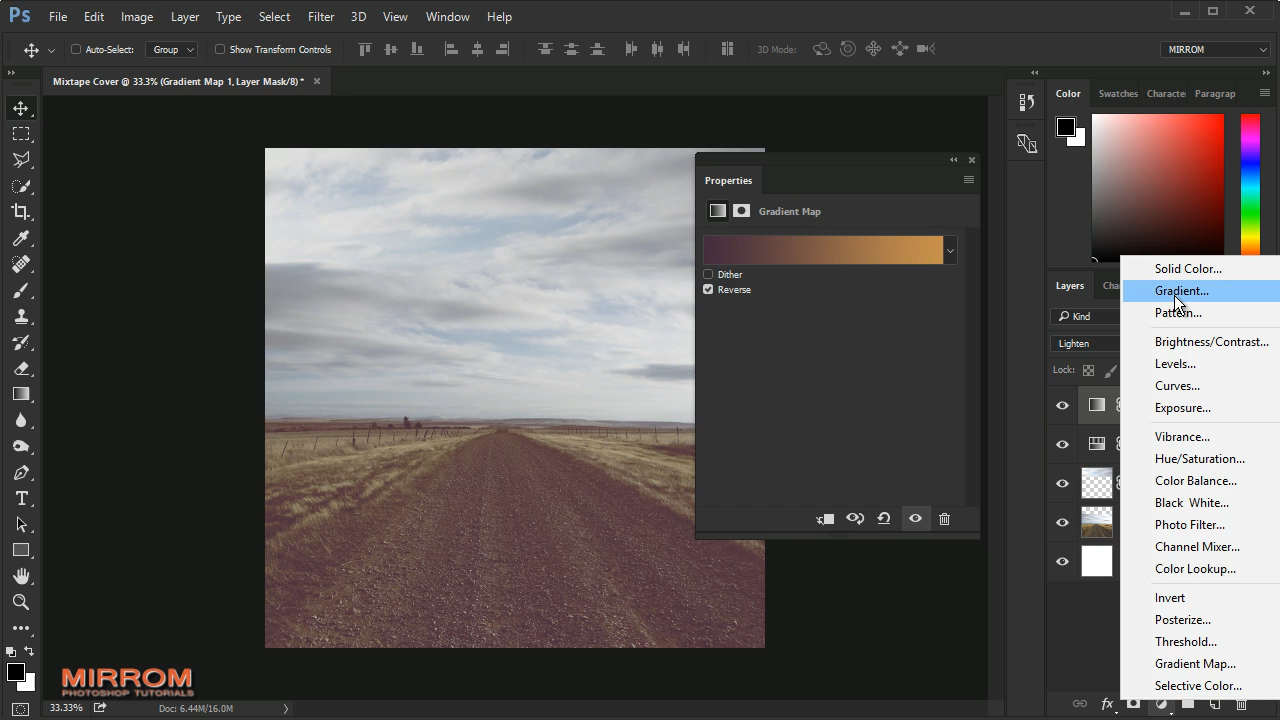 Ps File Edit Image Layer Type Select Filter 3D View Window Help
Auto-Select: Group Show Transform Controls 3D Mode: MIRROM
Mixtape Cover @ 33.3% (Gradient Map 1, Layer Mask/8) *
Color Swatches Characte Paragrap
Properties
Gradient Map
Dither
Reverse
Layers Cha
Kind
Lighten
Lock:
Solid Color...
Gradient...
Pattern...
Brightness/Contrast...
Levels...
Curves...
Exposure...
Vibrance...
Hue/Saturation...
Color Balance...
Black White...
Photo Filter...
Channel Mixer...
Color Lookup...
Invert
Posterize...
Threshold...
Gradient Map...
Selective Color...
MIRROM
PHOTOSHOP TUTORIALS
33.33% Doc: 6.44M/16.0M
fx